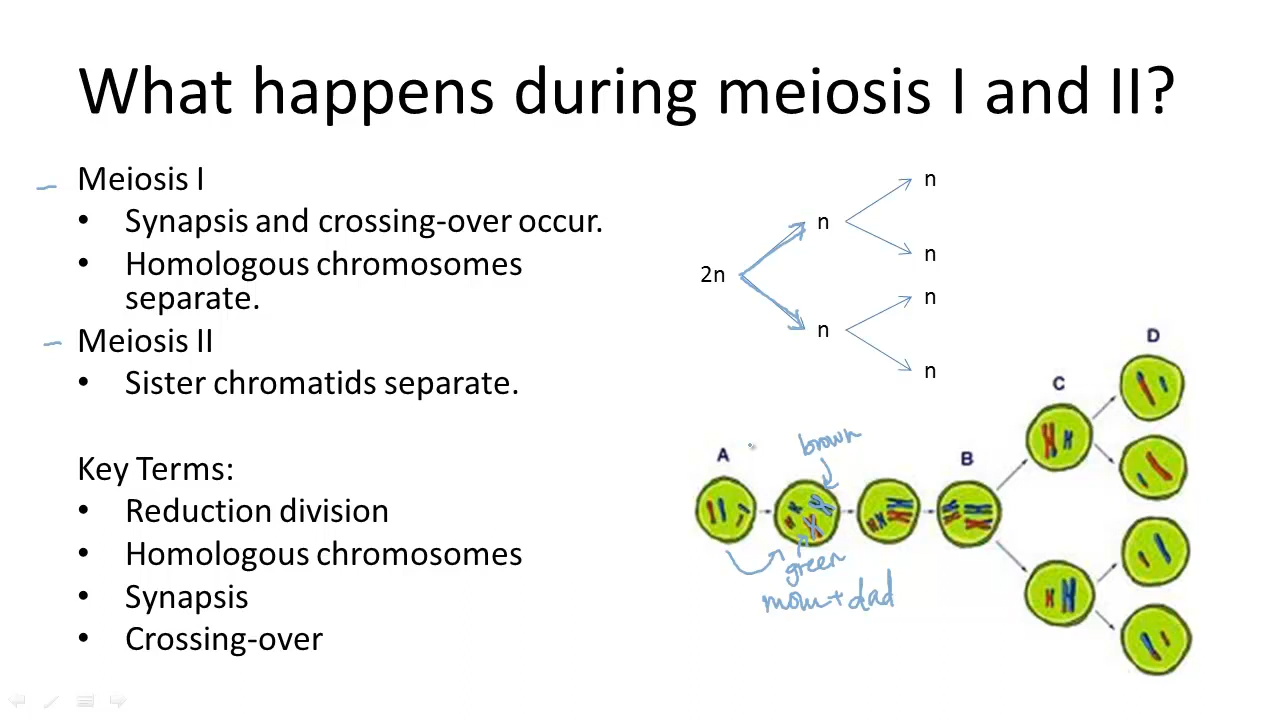 What happens during meiosis I and II?
Meiosis I
• Synapsis and crossing-over occur.
• Homologous chromosomes
separate.
Meiosis II
• Sister chromatids separate.
Key Terms:
• Reduction division
• Homologous chromosomes
• Synapsis
• Crossing-over
n
n
n
2n
n
n
n
D
C
A
brown
B
green
mom + dad